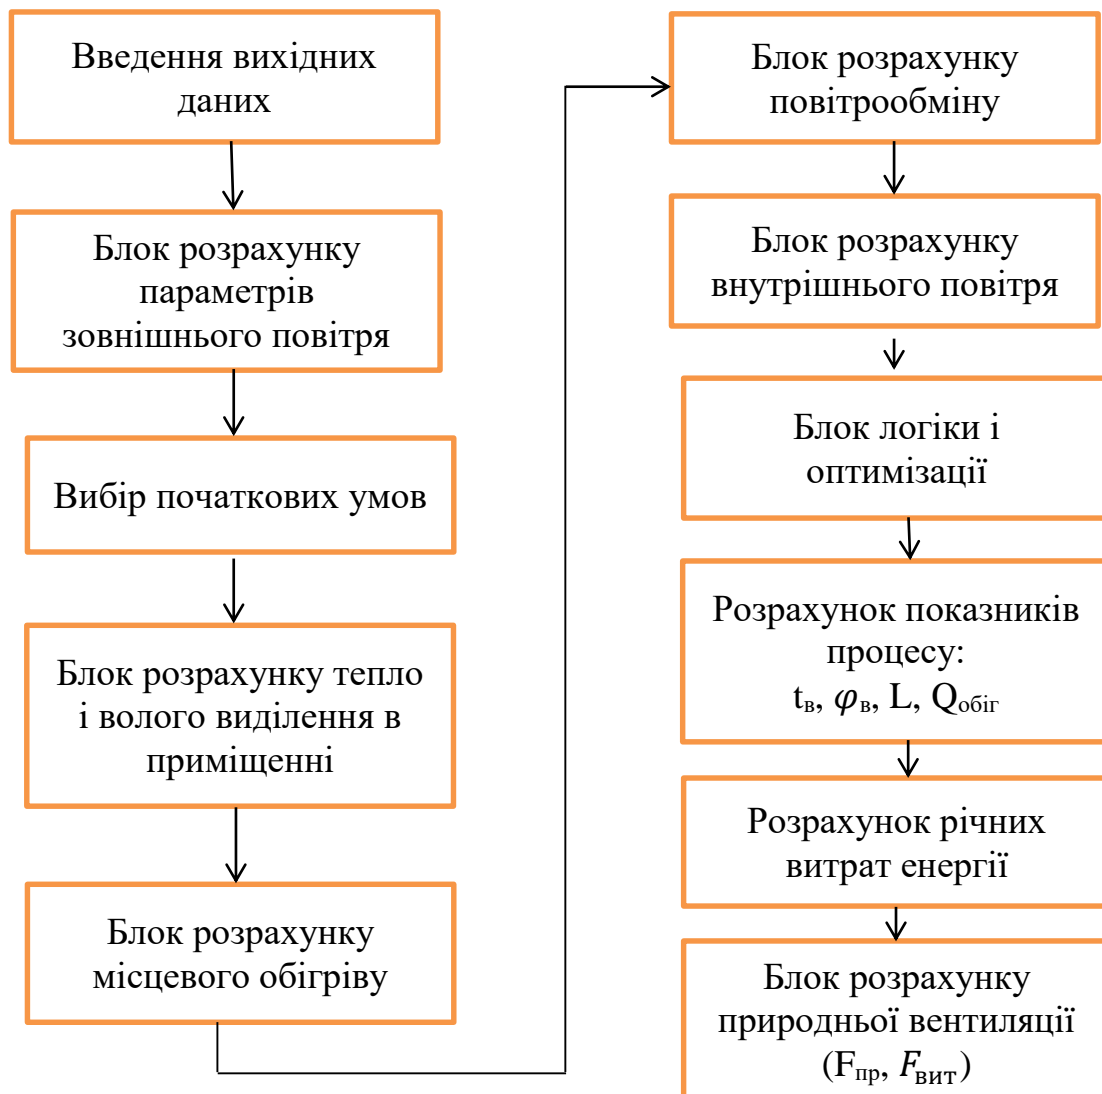 Введення вихідних
даних
Блок розрахунку
параметрів
зовнішнього повітря
Вибір початкових умов
Блок розрахунку тепло
і волого виділення в
приміщенні
Блок розрахунку
місцевого обігріву
Блок розрахунку
повітрообміну
Блок розрахунку
внутрішнього повітря
Блок логіки і
оптимізації
Розрахунок показників
процесу:
tв, φв, L, Qобіг
Розрахунок річних
витрат енергії
Блок розрахунку
природньої вентиляції
(Fпр, Fвит)